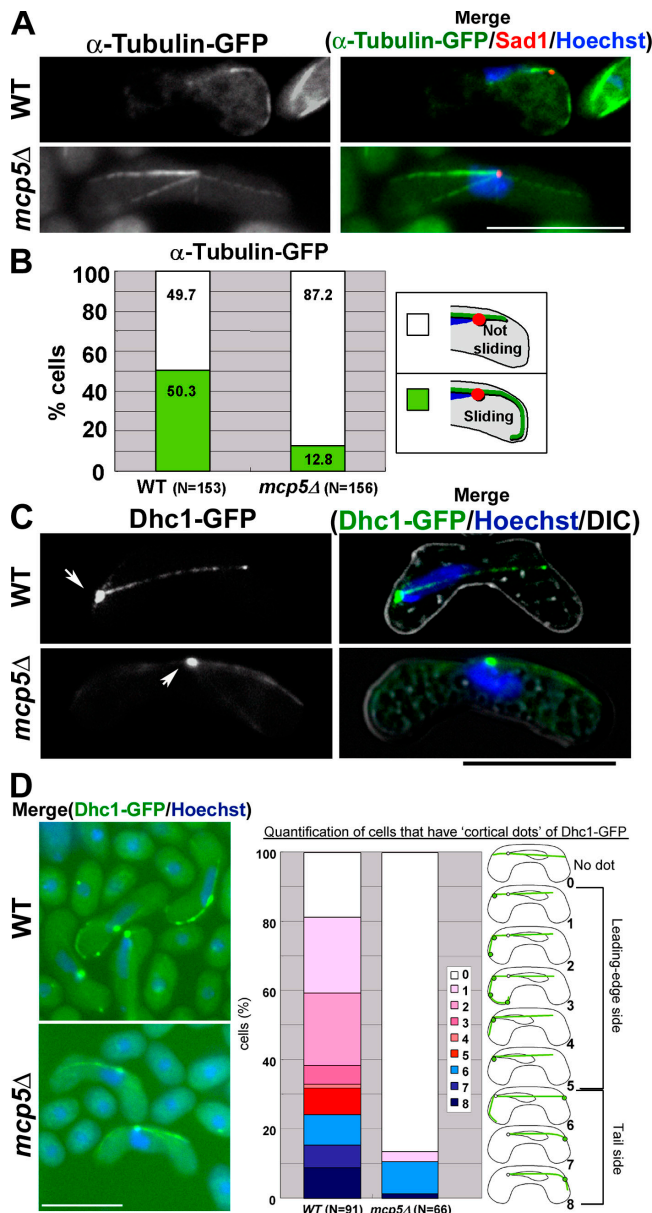 A
α-Tubulin-GFP
Merge
(α-Tubulin-GFP/Sad1/Hoechst)
WT
mcp5Δ
B
α-Tubulin-GFP
% cells
100
80
60
40
20
0
49.7
50.3
87.2
12.8
WT (N=153)
mcp5Δ (N=156)
Not
sliding
Sliding
C
Dhc1-GFP
Merge
(Dhc1-GFP/Hoechst/DIC)
WT
mcp5Δ
D
Merge(Dhc1-GFP/Hoechst)
WT
mcp5Δ
Quantification of cells that have 'cortical dots' of Dhc1-GFP
cells (%)
100
80
60
40
20
0
0
1
2
3
4
5
6
7
8
WT (N=91)
mcp5Δ (N=66)
No dot
0
1
2
3
4
5
6
7
8
Leading-edge side
Tail side